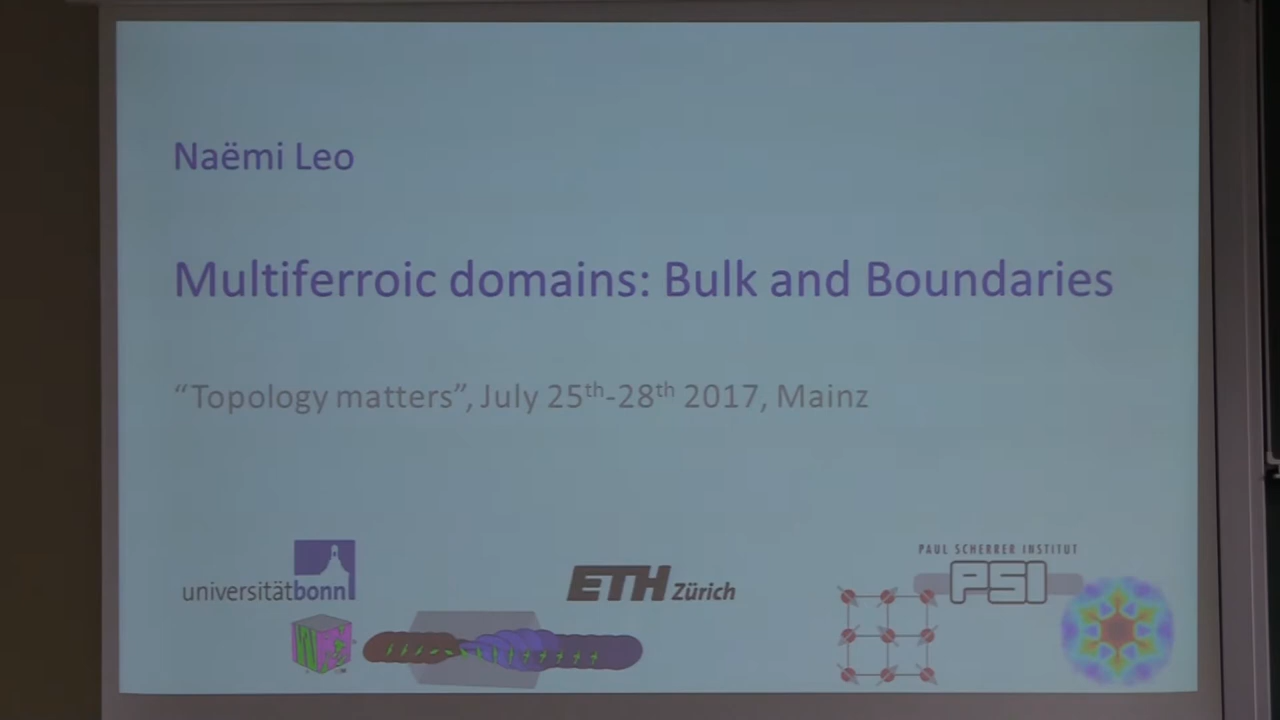 Naëmi Leo
Multiferroic domains: Bulk and Boundaries
“Topology matters”, July 25th-28th 2017, Mainz
PAUL SCHERRER INSTITUT
universitätbonn
ETH Zürich
PSI